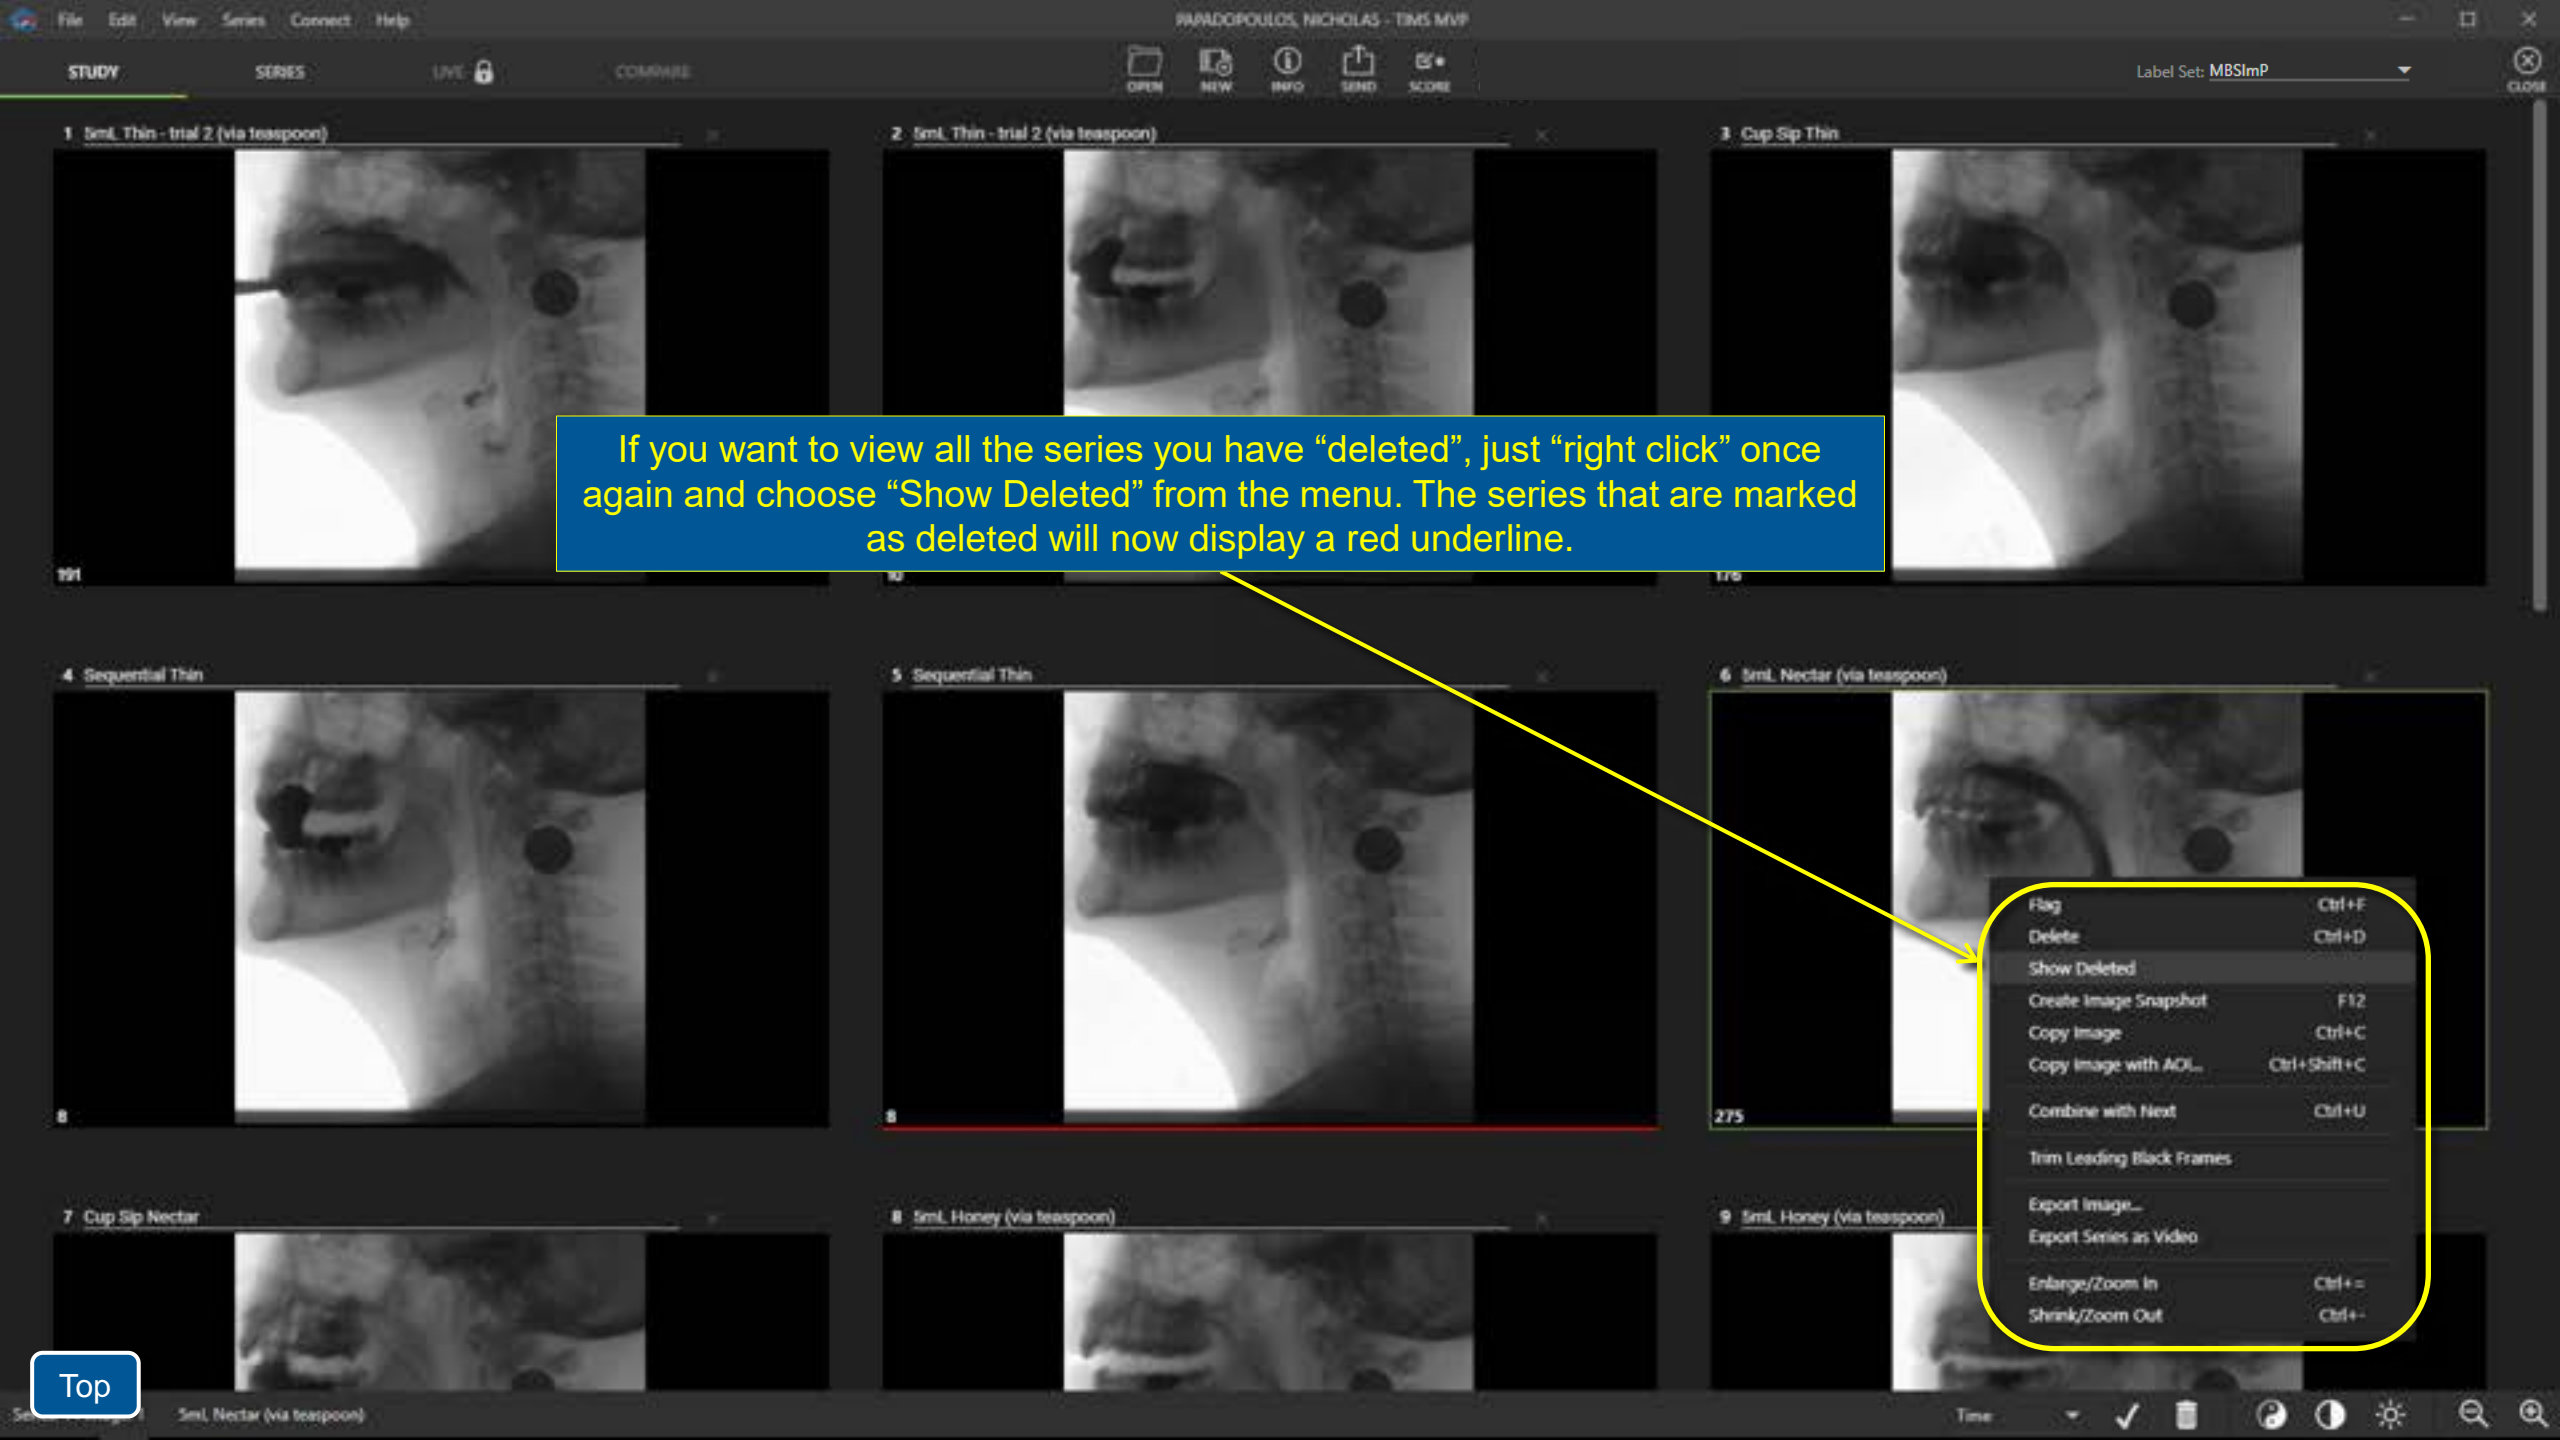 File Edit View Series Connect Help
PAPADOPOULOS, NICHOLAS - TIMS MVP
STUDY SERIES LIVE COMPARE
OPEN NEW INFO SEND SCORE
Label Set: MBSImP
CLOSE
1 5mL Thin - trial 2 (via teaspoon)
2 5mL Thin - trial 2 (via teaspoon)
3 Cup Sip Thin
If you want to view all the series you have “deleted”, just “right click” once
again and choose “Show Deleted” from the menu. The series that are marked
as deleted will now display a red underline.
191
10
176
4 Sequential Thin
5 Sequential Thin
6 5mL Nectar (via teaspoon)
Flag Ctrl+F
Delete Ctrl+D
Show Deleted
Create Image Snapshot F12
Copy Image Ctrl+C
Copy Image with AOI... Ctrl+Shift+C
Combine with Next Ctrl+U
Trim Leading Black Frames
Export Image...
Export Series as Video
Enlarge/Zoom In Ctrl+=
Shrink/Zoom Out Ctrl+-
8
8
275
7 Cup Sip Nectar
8 5mL Honey (via teaspoon)
9 5mL Honey (via teaspoon)
Top
5mL Nectar (via teaspoon)
Time